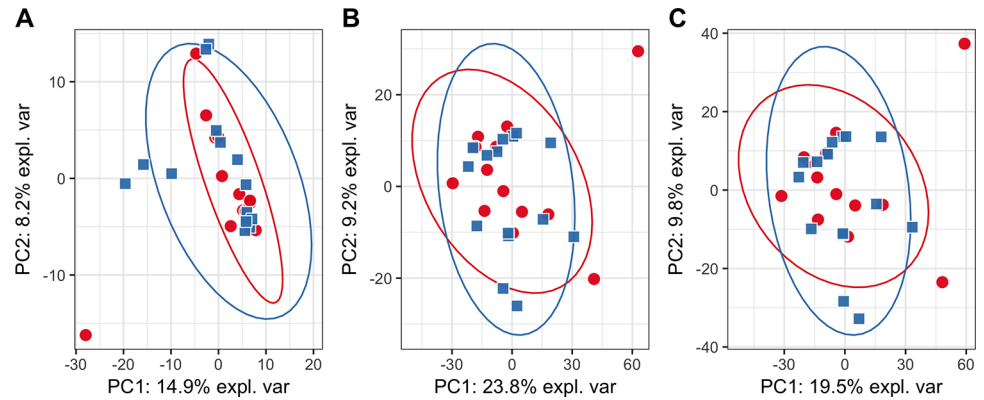 A
B
C
10
0
-10
-30
-20
-10
0
10
20
PC1: 14.9% expl. var
PC2: 8.2% expl. var
20
0
-20
-30
0
30
60
PC1: 23.8% expl. var
PC2: 9.2% expl. var
40
20
0
-20
-40
-30
0
30
60
PC1: 19.5% expl. var
PC2: 9.8% expl. var